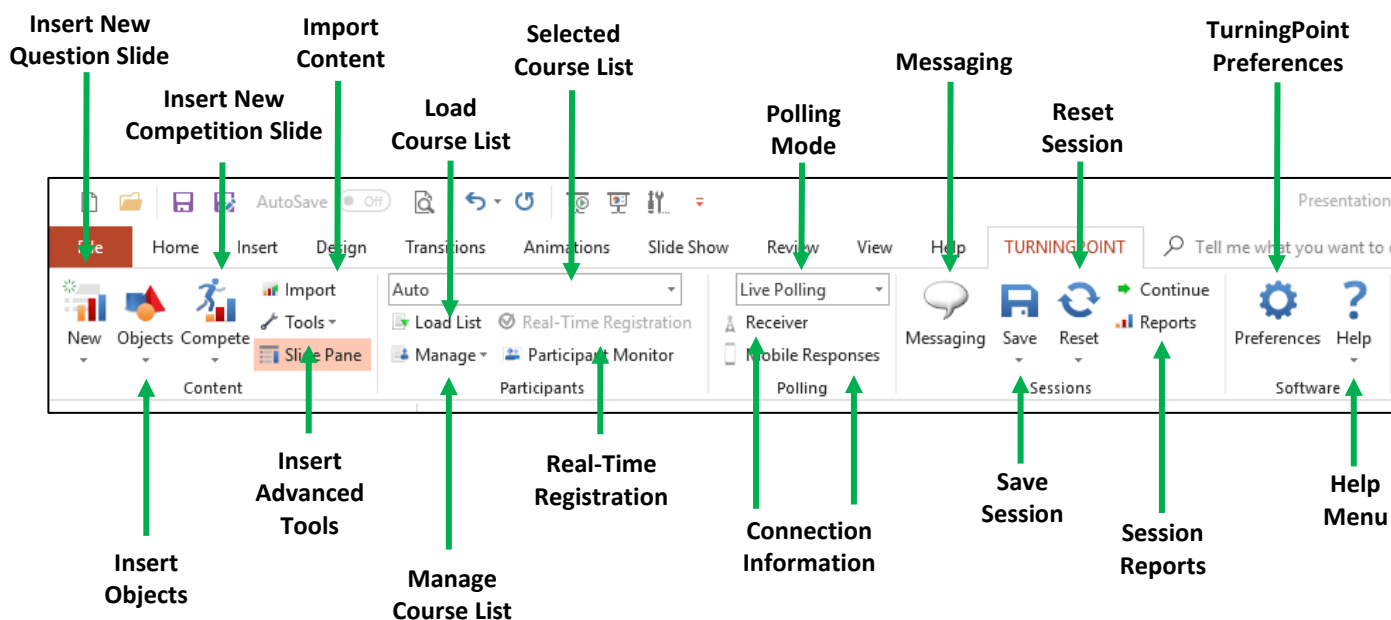 Insert New
Question Slide
Import
Content
Selected
Course List
Messaging
TurningPoint
Preferences
Insert New
Competition Slide
Load
Course List
Polling
Mode
Reset
Session
AutoSave Off
Presentation
File Home Insert Design Transitions Animations Slide Show Review View Help TURNINGPOINT Tell me what you want to
New
Objects
Compete
Import
Tools
Slide Pane
Content
Auto
Load List Real-Time Registration
Manage Participant Monitor
Participants
Live Polling
Receiver
Mobile Responses
Polling
Messaging
Save
Reset
Continue
Reports
Sessions
Preferences
Help
Software
Insert
Advanced
Tools
Real-Time
Registration
Save
Session
Help
Menu
Connection
Information
Session
Reports
Insert
Objects
Manage
Course List